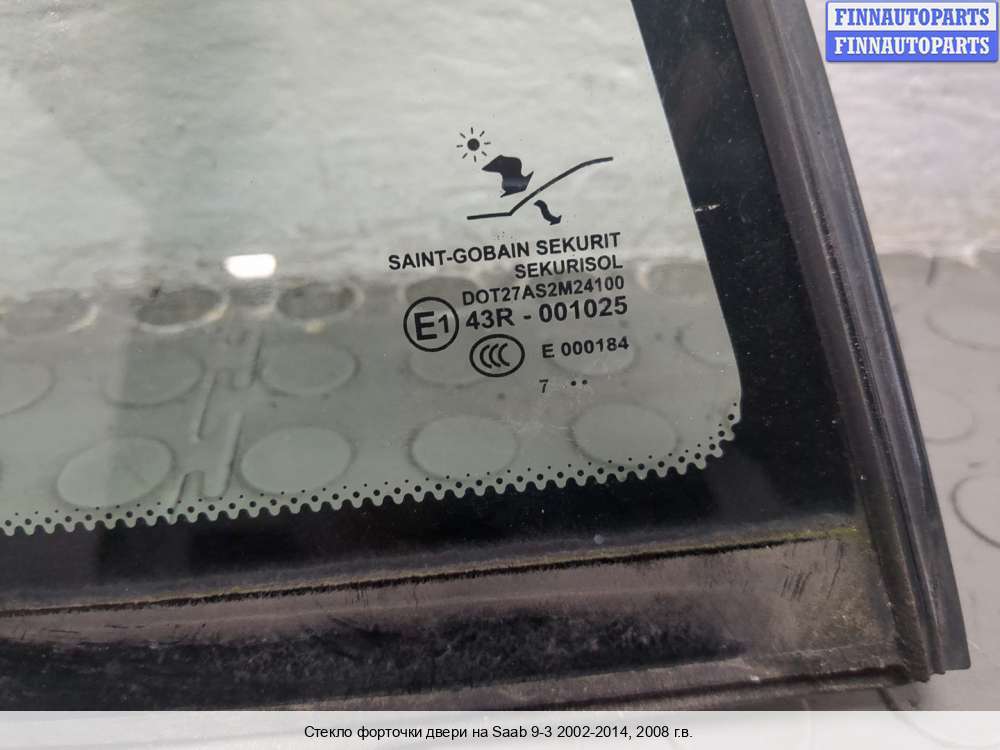 FINNAUTOPARTS
FINNAUTOPARTS
SAINT-GOBAIN SEKURIT
SEKURISOL
DOT27AS2M24100
E1 43R - 001025
CCC E 000184
7 ••
Стекло форточки двери на Saab 9-3 2002-2014, 2008 г.в.